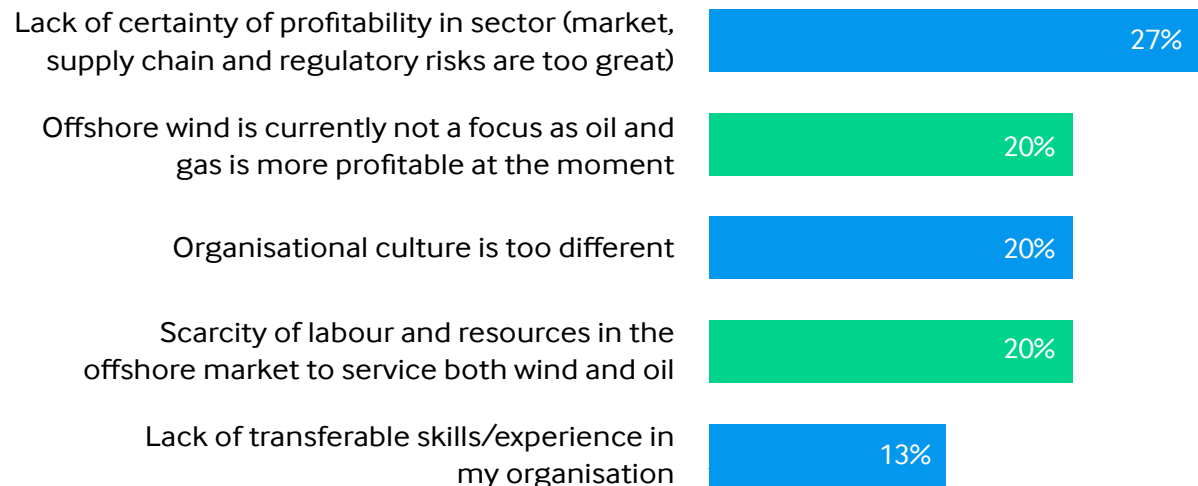 Lack of certainty of profitability in sector (market,
supply chain and regulatory risks are too great)
27%
Offshore wind is currently not a focus as oil and
gas is more profitable at the moment
20%
Organisational culture is too different
20%
Scarcity of labour and resources in the
offshore market to service both wind and oil
20%
Lack of transferable skills/experience in
my organisation
13%